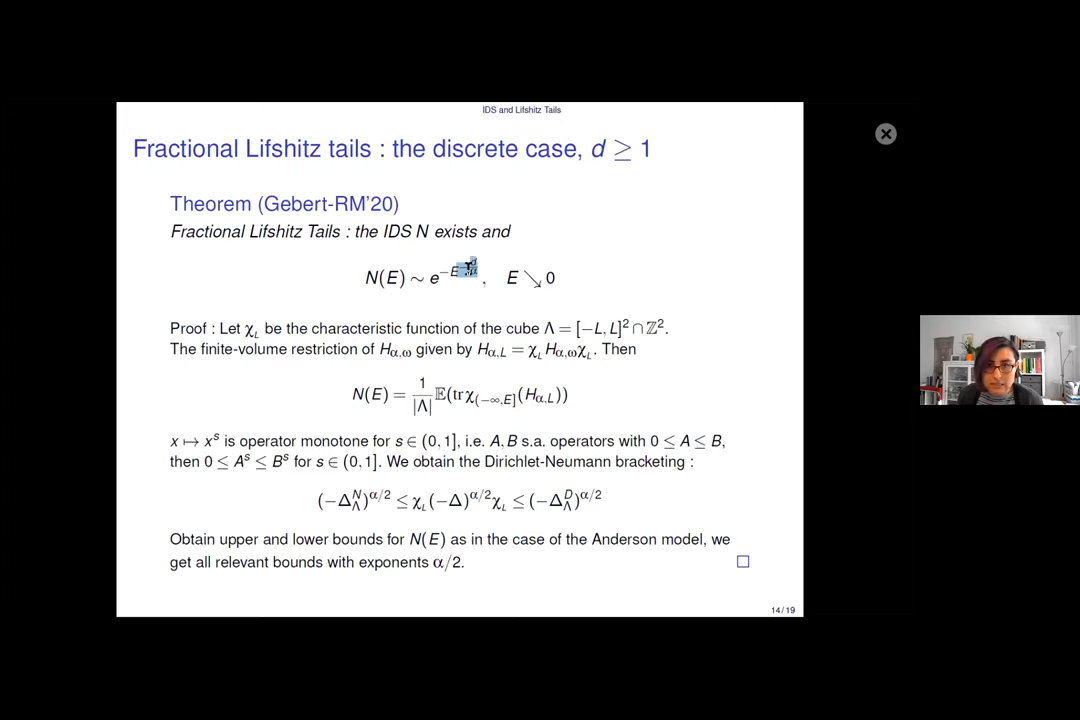 IDS and Lifshitz Tails
Fractional Lifshitz tails : the discrete case, d ≥ 1
Theorem (Gebert-RM'20)
Fractional Lifshitz Tails : the IDS N exists and
N(E) ∼ e^{−E}, E ↘ 0
Proof : Let χ_L be the characteristic function of the cube Λ = [−L, L]² ∩ ℤ².
The finite-volume restriction of H_{α,ω} given by H_{α,L} = χ_L H_{α,ω} χ_L. Then
N(E) = 1/|Λ| 𝔼(tr χ_{(−∞,E]}(H_{α,L}))
x ↦ x^s is operator monotone for s ∈ (0, 1], i.e. A, B s.a. operators with 0 ≤ A ≤ B,
then 0 ≤ A^s ≤ B^s for s ∈ (0, 1]. We obtain the Dirichlet-Neumann bracketing :
(−Δ_Λ^N)^{α/2} ≤ χ_L (−Δ)^{α/2} χ_L ≤ (−Δ_Λ^D)^{α/2}
Obtain upper and lower bounds for N(E) as in the case of the Anderson model, we
get all relevant bounds with exponents α/2.
14 / 19